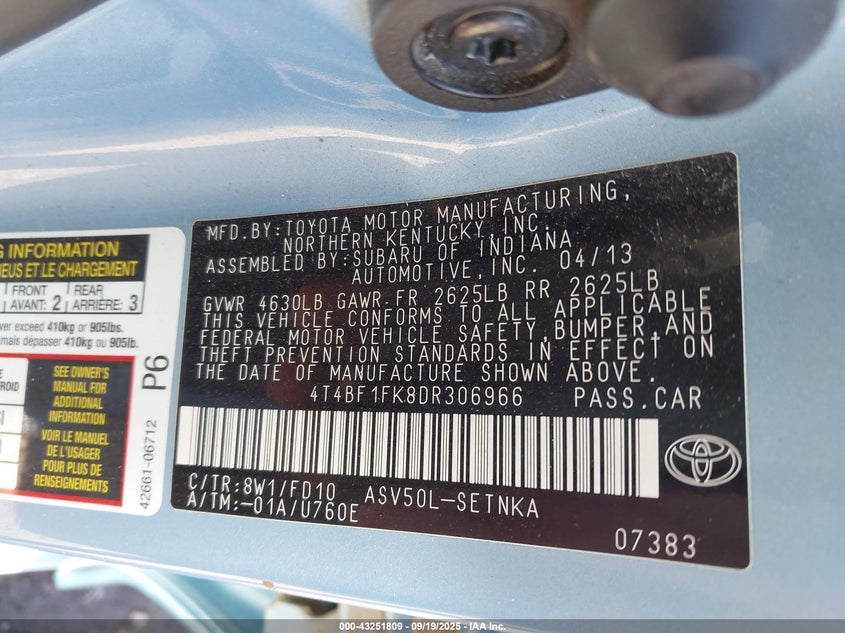 MFD.BY:TOYOTA MOTOR MANUFACTURING,
NORTHERN KENTUCKY, INC.
ASSEMBLED BY:SUBARU OF INDIANA
AUTOMOTIVE,INC. 04/13
GVWR 4630LB GAWR FR 2625LB RR 2625LB
THIS VEHICLE CONFORMS TO ALL APPLICABLE
FEDERAL MOTOR VEHICLE SAFETY,BUMPER,AND
THEFT PREVENTION STANDARDS IN EFFECT ON
THE DATE OF MANUFACTURE SHOWN ABOVE.
4T4BF1FK8DR306966 PASS.CAR
C/TR:8W1/FD10 ASV50L-SETNKA
A/TM:-01A/U760E
07383
INFORMATION
ET LE CHARGEMENT
FRONT
AVANT: 2
REAR
ARRIÈRE: 3
exceed 410kg or 905lbs.
dépasser 410kg ou 905lb.
SEE OWNER'S
MANUAL FOR
ADDITIONAL
INFORMATION
VOIR LE MANUEL
DE L'USAGER
POUR PLUS DE
RENSEIGNEMENTS
P6
42661-06712
000-43251809 - 09/19/2025 - IAA Inc.